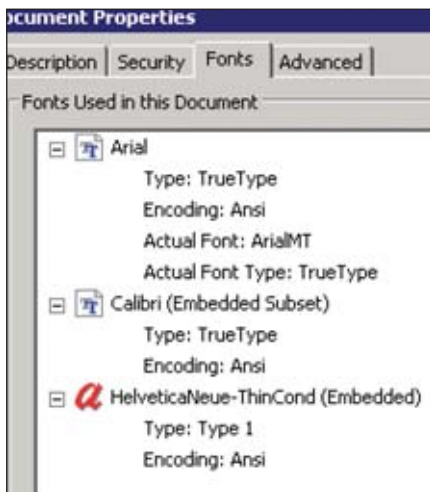 ocument Properties
Description Security Fonts Advanced
Fonts Used in this Document
Arial
Type: TrueType
Encoding: Ansi
Actual Font: ArialMT
Actual Font Type: TrueType
Calibri (Embedded Subset)
Type: TrueType
Encoding: Ansi
HelveticaNeue-ThinCond (Embedded)
Type: Type 1
Encoding: Ansi